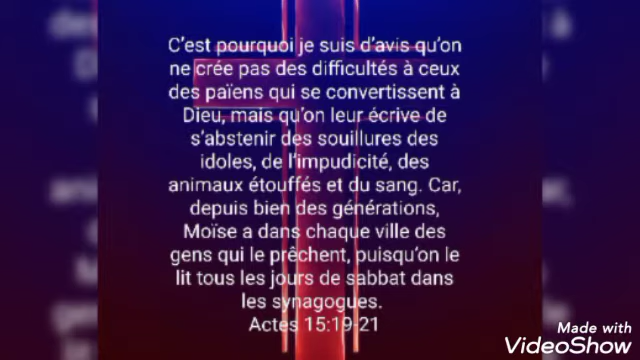 C'est pourquoi je suis d'avis qu'on
ne crée pas des difficultés à ceux
des païens qui se convertissent à
Dieu, mais qu'on leur écrive de
s'abstenir des souillures des
idoles, de l'impudicité, des
animaux étouffés et du sang. Car,
depuis bien des générations,
Moïse a dans chaque ville des
gens qui le prêchent, puisqu'on le
lit tous les jours de sabbat dans
les synagogues.
Actes 15:19-21
Made with
VideoShow